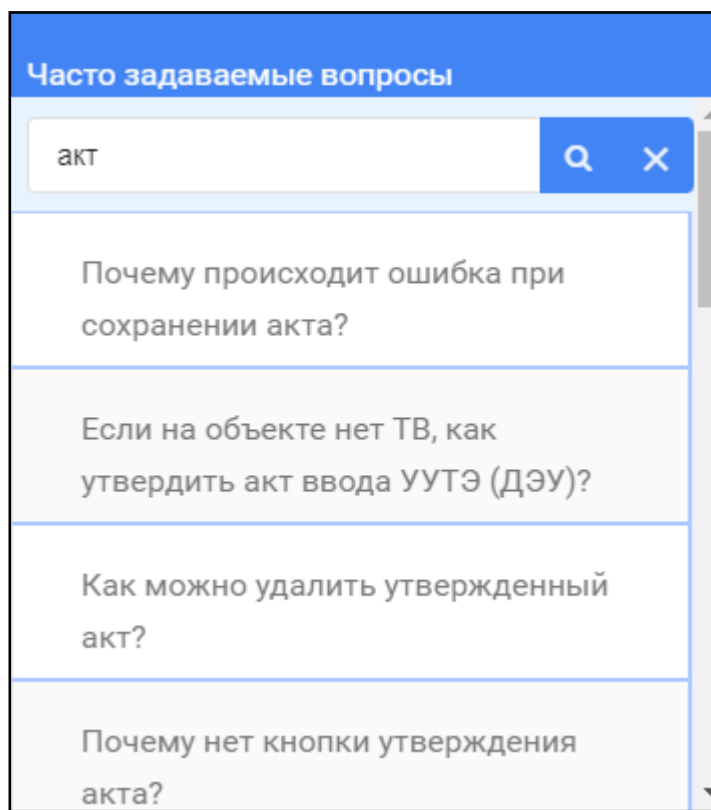 Часто задаваемые вопросы
акт
Почему происходит ошибка при
сохранении акта?
Если на объекте нет ТВ, как
утвердить акт ввода УУТЭ (ДЭУ)?
Как можно удалить утвержденный
акт?
Почему нет кнопки утверждения
акта?